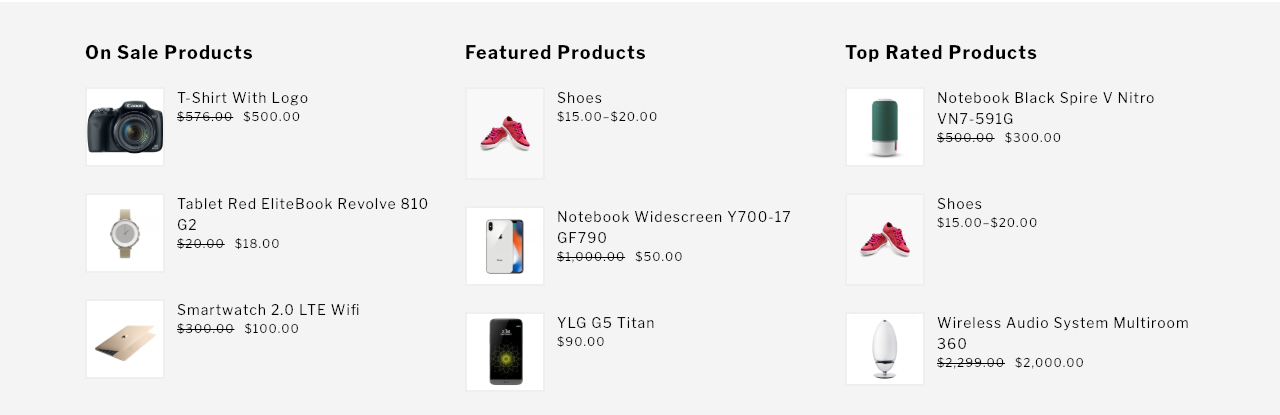 On Sale Products
T-Shirt With Logo
$576.00 $500.00
Tablet Red EliteBook Revolve 810
G2
$20.00 $18.00
Smartwatch 2.0 LTE Wifi
$300.00 $100.00
Featured Products
Shoes
$15.00–$20.00
Notebook Widescreen Y700-17
GF790
$1,000.00 $50.00
YLG G5 Titan
$90.00
Top Rated Products
Notebook Black Spire V Nitro
VN7-591G
$500.00 $300.00
Shoes
$15.00–$20.00
Wireless Audio System Multiroom
360
$2,299.00 $2,000.00